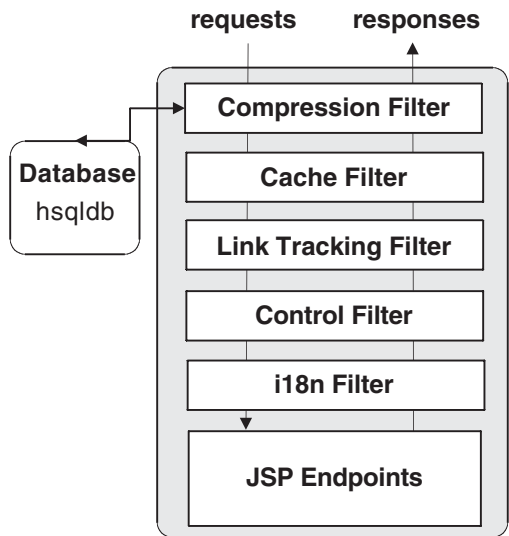 requests responses
Compression Filter
Database
hsqldb
Cache Filter
Link Tracking Filter
Control Filter
i18n Filter
JSP Endpoints